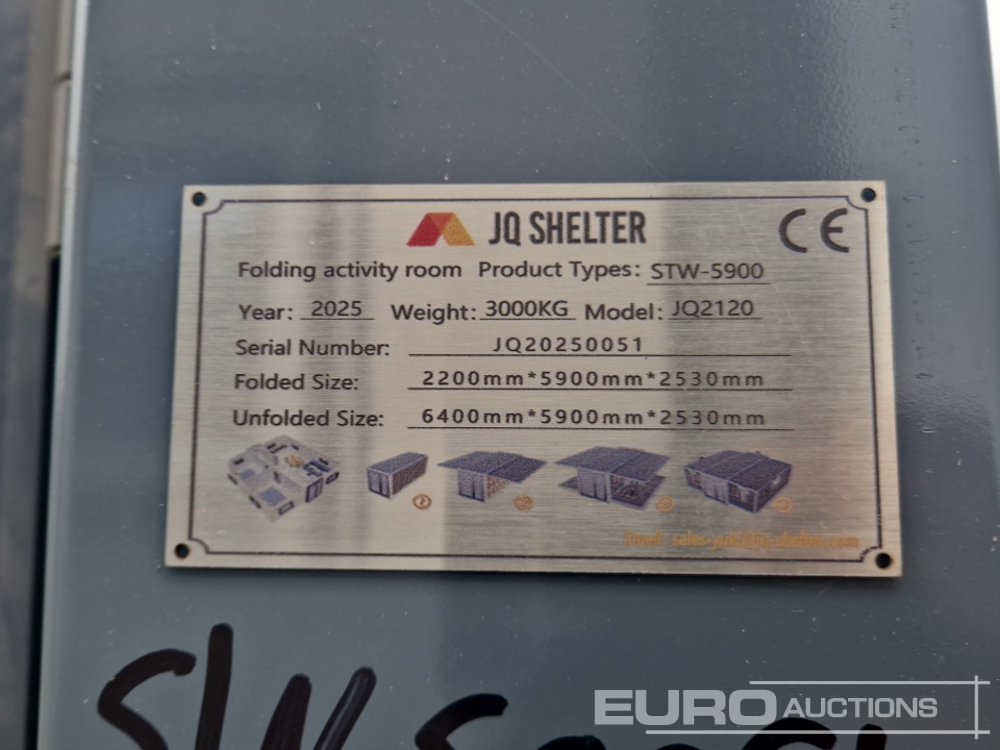 JQ SHELTER CE
Folding activity room Product Types: STW-5900
Year: 2025 Weight: 3000KG Model: JQ2120
Serial Number: JQ20250051
Folded Size: 2200mm*5900mm*2530mm
Unfolded Size: 6400mm*5900mm*2530mm
Email:
EURO AUCTIONS